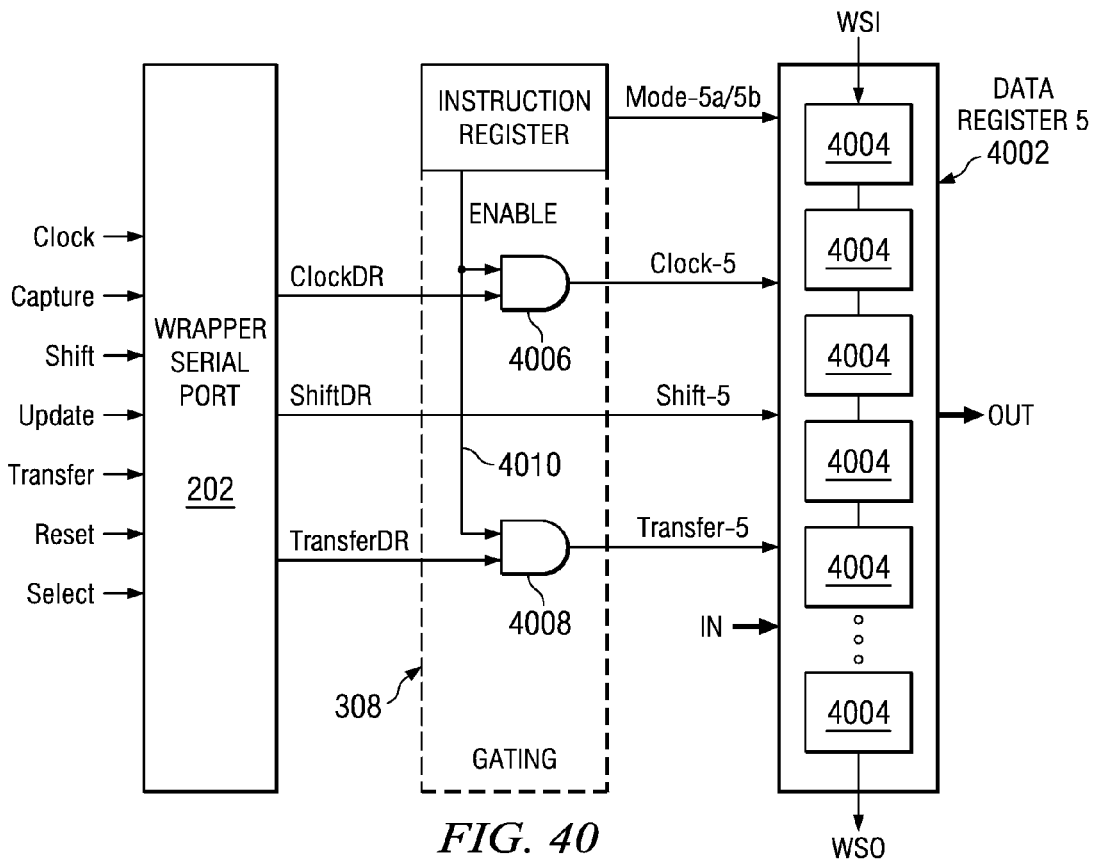 WSI
INSTRUCTION
REGISTER
Mode-5a/5b
DATA
REGISTER 5
4002
4004
ENABLE
4004
Clock
Clock-5
ClockDR
Capture
4006
WRAPPER
SERIAL
PORT
4004
Shift
ShiftDR
Shift-5
Update
OUT
4010
4004
Transfer
202
Transfer-5
Reset
TransferDR
4004
Select
4008
IN
308
4004
GATING
FIG. 40
WSO